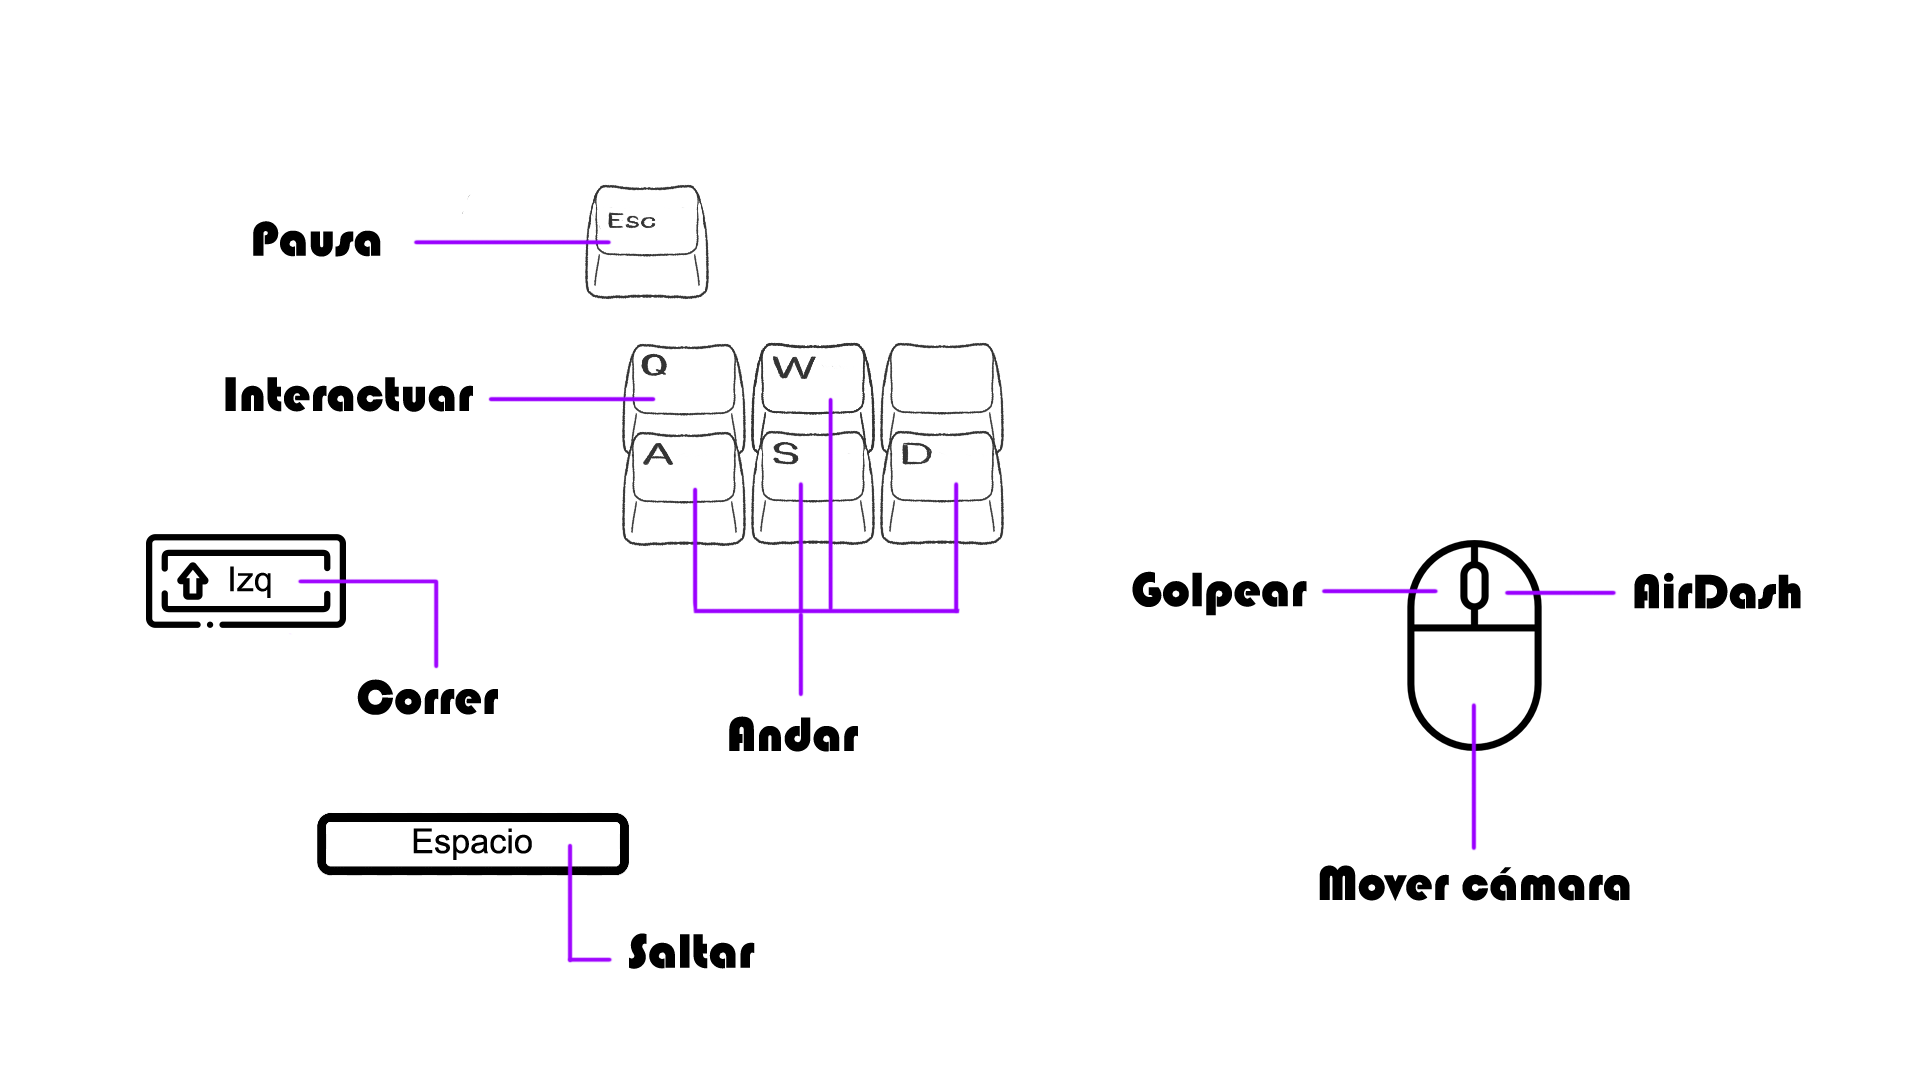 Esc
Pausa
Q W
Interactuar
A S D
Izq
Correr
Andar
Golpear
AirDash
Mover cámara
Espacio
Saltar